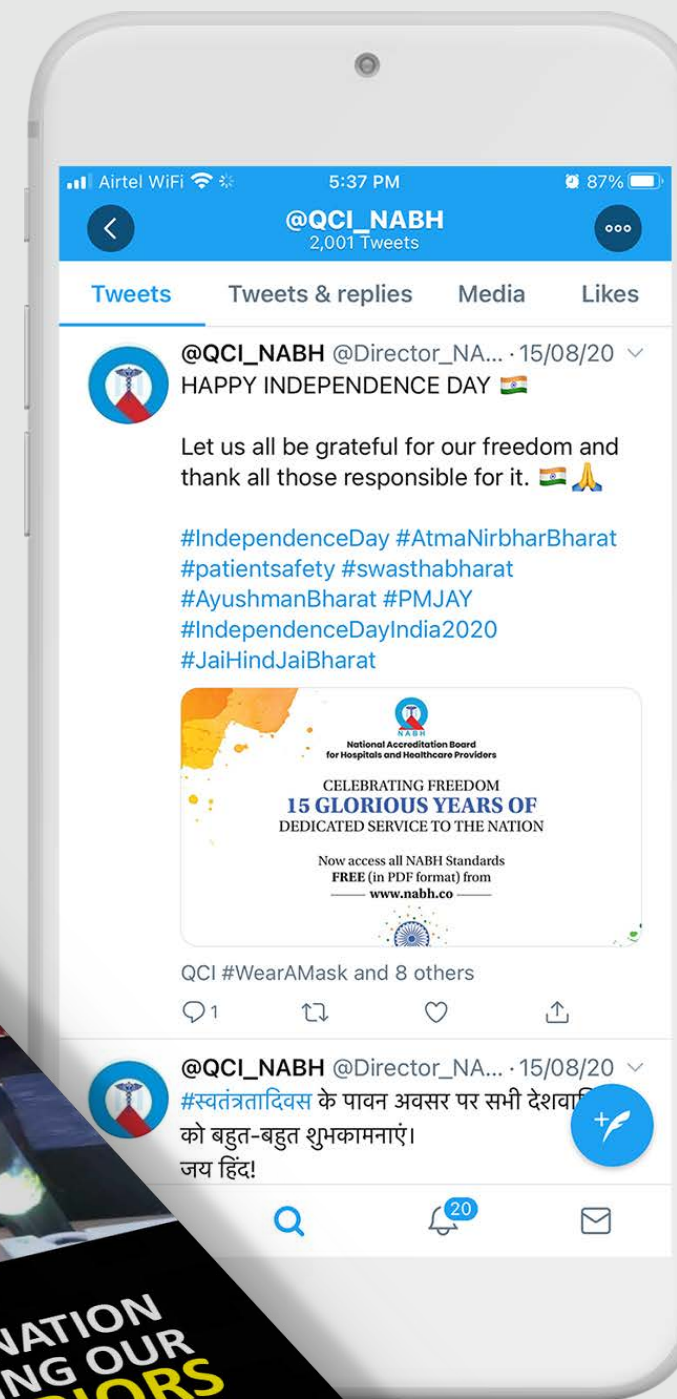 Airtel WiFi 5:37 PM 87%
@QCI_NABH
2,001 Tweets
Tweets Tweets & replies Media Likes
@QCI_NABH @Director_NA... · 15/08/20
HAPPY INDEPENDENCE DAY 🇮🇳
Let us all be grateful for our freedom and
thank all those responsible for it. 🇮🇳 🙏
#IndependenceDay #AtmaNirbharBharat
#patientsafety #swasthabharat
#AyushmanBharat #PMJAY
#IndependenceDayIndia2020
#JaiHindJaiBharat
NABH
National Accreditation Board
for Hospitals and Healthcare Providers
CELEBRATING FREEDOM
15 GLORIOUS YEARS OF
DEDICATED SERVICE TO THE NATION
Now access all NABH Standards
FREE (in PDF format) from
www.nabh.co
QCI #WearAMask and 8 others
1
@QCI_NABH @Director_NA... · 15/08/20
#स्वतंत्रतादिवस के पावन अवसर पर सभी
को बहुत-बहुत शुभकामनाएं।
जय हिंद!
20
OUR